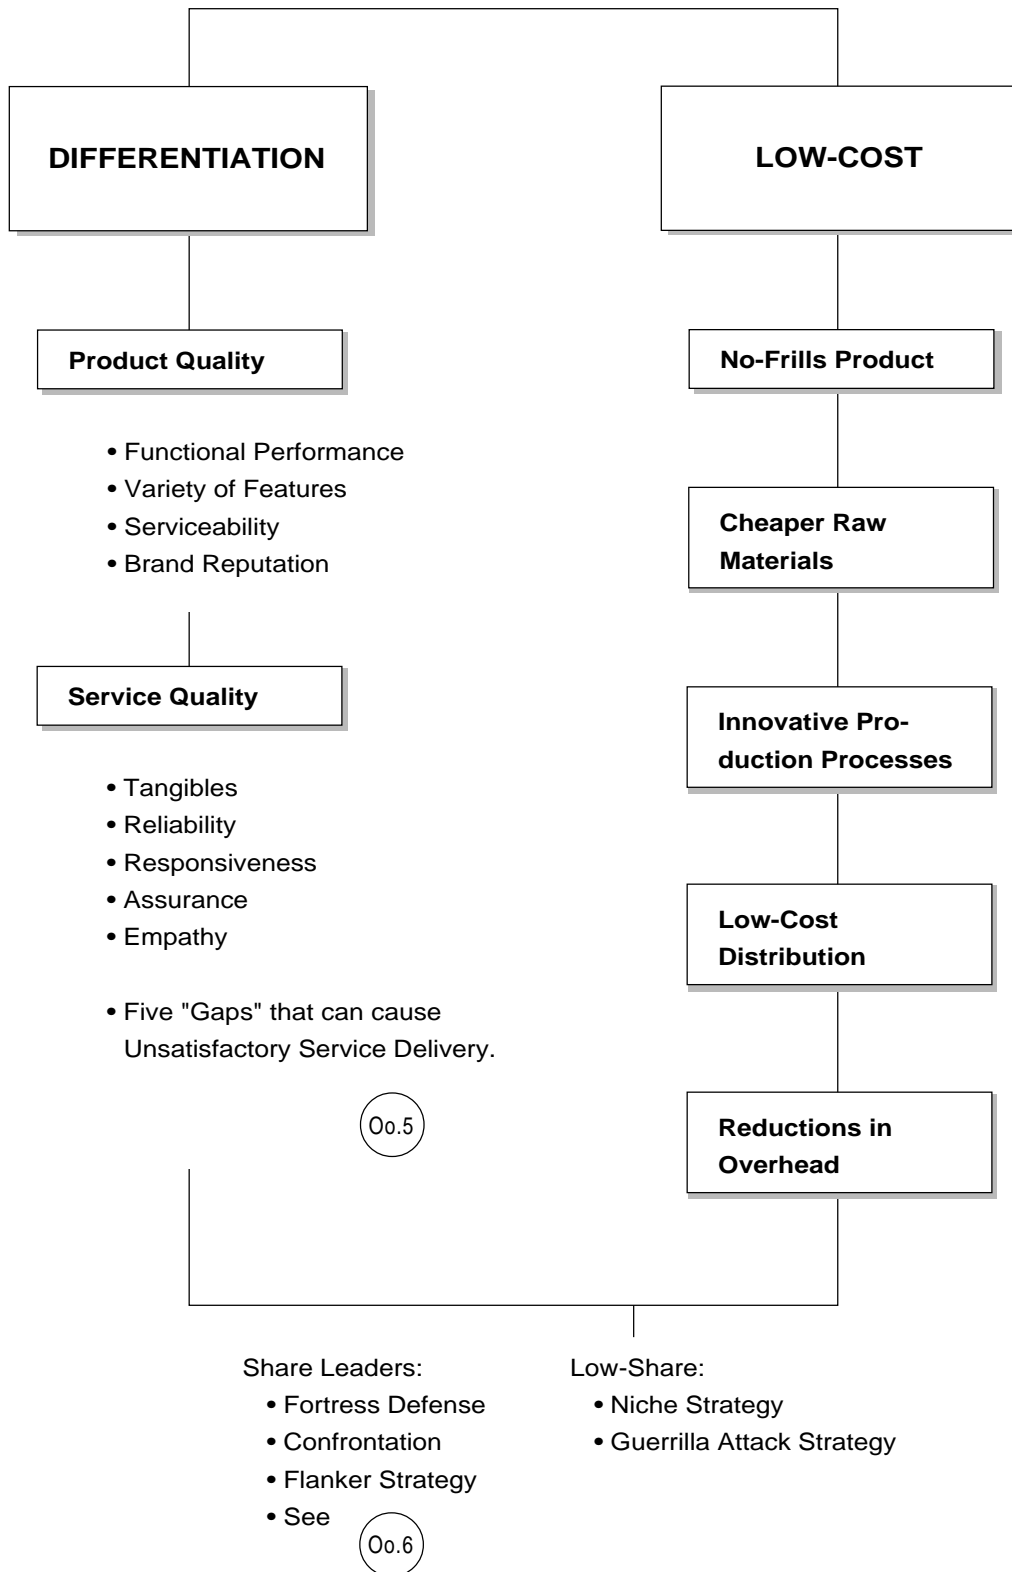 DIFFERENTIATION
Product Quality
• Functional Performance
• Variety of Features
• Serviceability
• Brand Reputation
Service Quality
• Tangibles
• Reliability
• Responsiveness
• Assurance
• Empathy
• Five "Gaps" that can cause
Unsatisfactory Service Delivery.
Oo.5
LOW-COST
No-Frills Product
Cheaper Raw
Materials
Innovative Pro-
duction Processes
Low-Cost
Distribution
Reductions in
Overhead
Share Leaders:
• Fortress Defense
• Confrontation
• Flanker Strategy
• See
Oo.6
Low-Share:
• Niche Strategy
• Guerrilla Attack Strategy